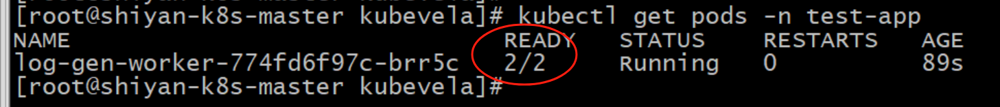 [root@shiyan-k8s-master kubevela]# kubectl get pods -n test-app
NAME READY STATUS RESTARTS AGE
log-gen-worker-774fd6f97c-brr5c 2/2 Running 0 89s
[root@shiyan-k8s-master kubevela]#